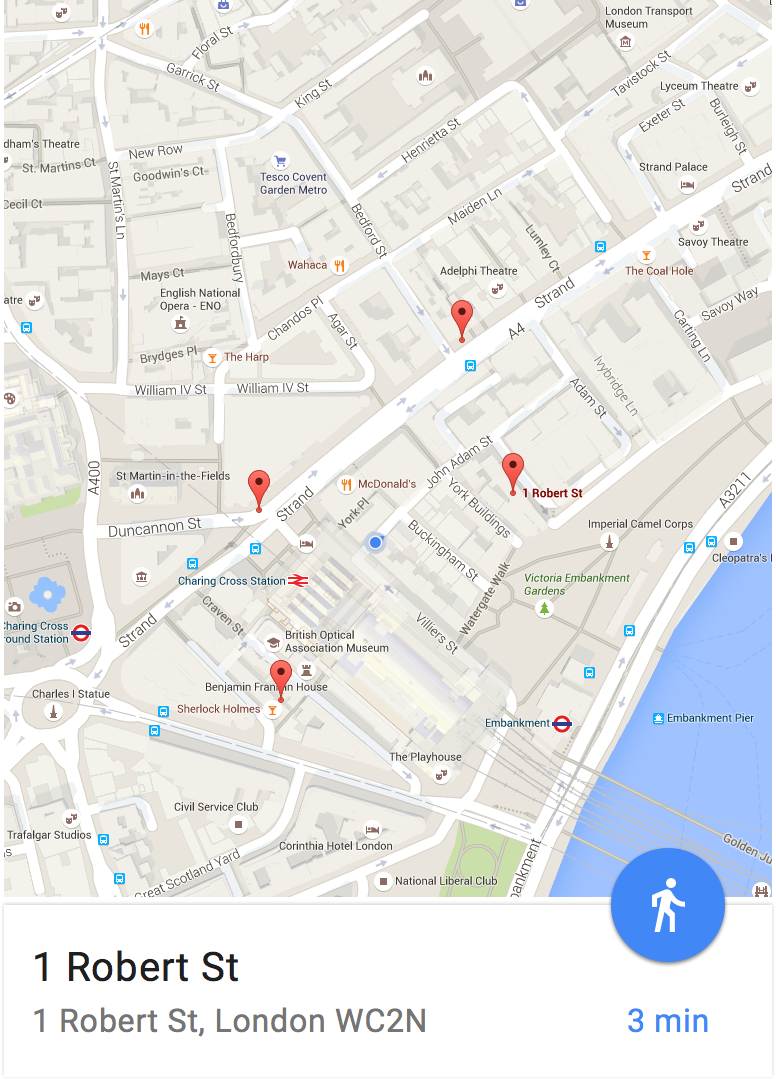 London Transport
Museum
Floral St
Garrick St
King St
Tavistock St
Lyceum Theatre
Exeter St
Burleigh St
Henrietta St
dham's Theatre
New Row
St. Martins Ct
Goodwin's Ct
Tesco Covent
Garden Metro
Strand Palace
Strand
St Martin's Ln
Cecil Ct
Bedfordbury
Bedford St
Maiden Ln
Lumley Ct
Savoy Theatre
Wahaca
Adelphi Theatre
The Coal Hole
Mays Ct
atre
English National
Opera - ENO
Chandos Pl
Agar St
Strand
A4
Savoy Way
Carting Ln
Brydges Pl
The Harp
Ivybridge Ln
Adam St
William IV St
William IV St
A400
St Martin-in-the-Fields
McDonald's
John Adam St
York Buildings
1 Robert St
A3211
Strand
York Pl
Duncannon St
Buckingham St
Imperial Camel Corps
Cleopatra's
Charing Cross Station
Watergate Walk
Victoria Embankment
Gardens
Craven St
Villiers St
Charing Cross
round Station
Strand
British Optical
Association Museum
Benjamin Franklin House
Charles I Statue
Sherlock Holmes
Embankment
Embankment Pier
The Playhouse
Civil Service Club
Trafalgar Studios
Corinthia Hotel London
Golden Ju
Great Scotland Yard
National Liberal Club
bankment
1 Robert St
1 Robert St, London WC2N
3 min